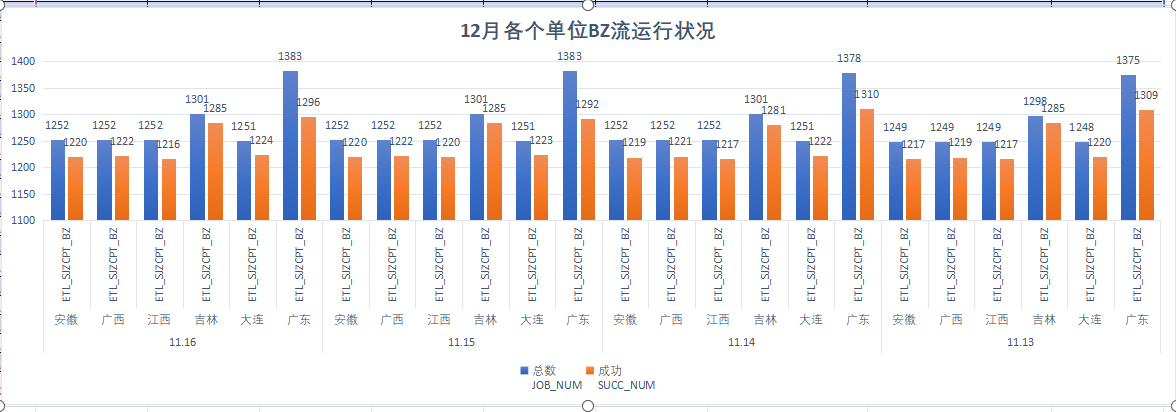 12月各个单位BZ流运行状况
1400
1350
1300
1250
1200
1150
1100
1252 1220 1252 1222 1252 1216 1301 1285 1251 1224 1383 1296 1252 1220 1252 1222 1252 1220 1301 1285 1251 1223 1383 1292 1252 1219 1252 1221 1252 1217 1301 1281 1251 1222 1378 1310 1249 1217 1249 1219 1249 1217 1298 1285 1248 1220 1375 1309
ETL_SJZCPT_BZ ETL_SJZCPT_BZ ETL_SJZCPT_BZ ETL_SJZCPT_BZ ETL_SJZCPT_BZ ETL_SJZCPT_BZ ETL_SJZCPT_BZ ETL_SJZCPT_BZ ETL_SJZCPT_BZ ETL_SJZCPT_BZ ETL_SJZCPT_BZ ETL_SJZCPT_BZ ETL_SJZCPT_BZ ETL_SJZCPT_BZ ETL_SJZCPT_BZ ETL_SJZCPT_BZ ETL_SJZCPT_BZ ETL_SJZCPT_BZ ETL_SJZCPT_BZ ETL_SJZCPT_BZ ETL_SJZCPT_BZ ETL_SJZCPT_BZ ETL_SJZCPT_BZ ETL_SJZCPT_BZ
安徽 广西 江西 吉林 大连 广东 安徽 广西 江西 吉林 大连 广东 安徽 广西 江西 吉林 大连 广东 安徽 广西 江西 吉林 大连 广东
11.16 11.15 11.14 11.13
总数 成功
JOB_NUM SUCC_NUM